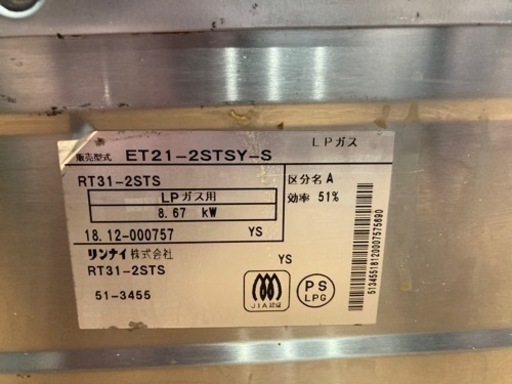 LPガス
販売型式 ET21-2STSY-S
RT31-2STS
区分名 A
LPガス用
効率 51%
8.67 kW
18.12-000757 YS
リンナイ株式会社
RT31-2STS
YS
51-3455
JIA認証
PS
LPG
5134551812000757569​0